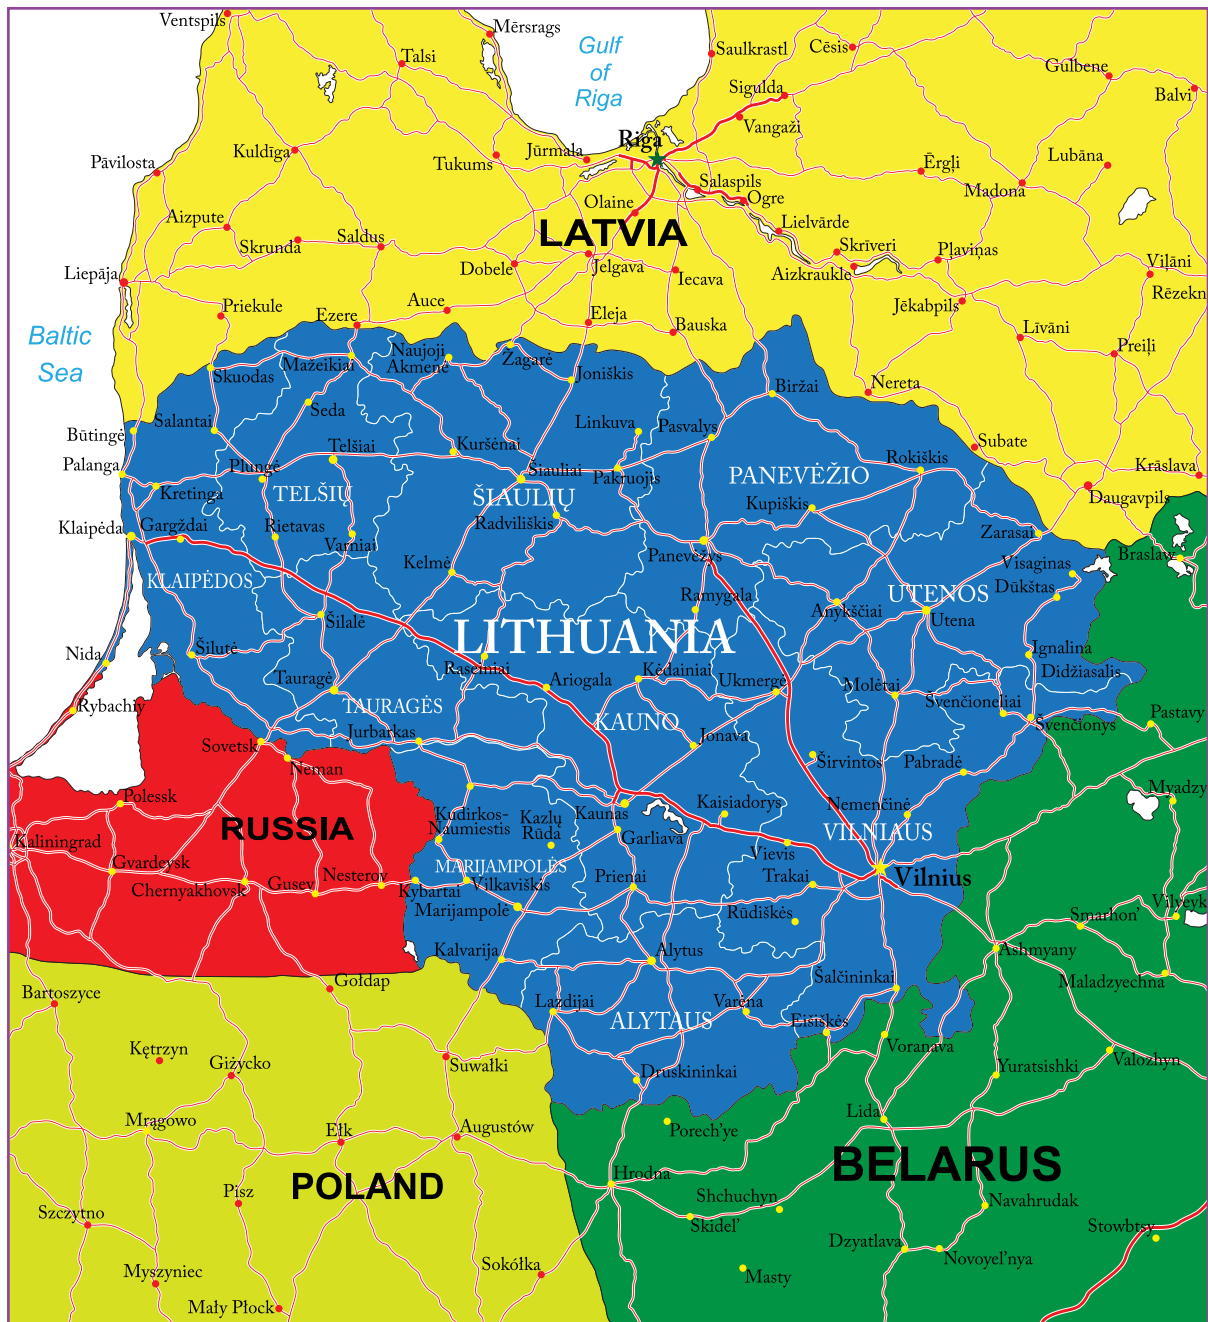 Ventspils
Mērsrags
Gulf
of
Riga
Saulkrastl
Cēsis
Talsi
Gulbene
Sigulda
Balvi
Vangaži
Riga
Kuldīga
Jūrmala
Pāvilosta
Tukums
Ērgļi
Lubāna
Salaspils
Madona
Ogre
Olaine
Aizpute
Lielvārde
LATVIA
Saldus
Skrunda
Skrīveri
Pļaviņas
Liepāja
Dobele
Jelgava
Iecava
Aizkraukle
Viļāni
Rēzekn
Priekule
Auce
Jēkabpils
Ezere
Eleja
Bauska
Līvāni
Baltic
Sea
Preiļi
Naujoji
Akmenė
Žagarė
Mažeikiai
Skuodas
Joniškis
Biržai
Nereta
Seda
Salantai
Linkuva
Pasvalys
Būtingė
Telšiai
Kuršėnai
Subate
Palanga
Plungė
Šiauliai
Pakruojis
PANEVĖŽIO
Rokiškis
Krāslava
Kretinga
TELŠIŲ
ŠIAULIŲ
Kupiškis
Daugavpils
Klaipėda
Gargždai
Rietavas
Radviliškis
Zarasai
Varniai
Panevėžys
Braslaw
Kelmė
Visaginas
KLAIPĖDOS
Dūkštas
Ramygala
UTENOS
Anykščiai
Utena
Šilalė
LITHUANIA
Nida
Šilutė
Ignalina
Raseiniai
Kėdainiai
Didžiasalis
Tauragė
Ariogala
Ukmergė
Molėtai
Rybachiy
TAURAGĖS
Švenčioneliai
KAUNO
Pastavy
Švenčionys
Jurbarkas
Sovetsk
Jonava
Neman
Širvintos
Pabradė
Myadzy
Polessk
Kaisiadorys
Nemenčinė
Kudirkos-
Naumiestis
Kazlų
Rūda
Kaunas
RUSSIA
VILNIAUS
Kaliningrad
Garliava
Vievis
Gvardeysk
MARIJAMPOLĖS
Nesterov
Prienai
Trakai
Vilnius
Chernyakhovsk
Gusev
Kybartai
Vilkaviškis
Vilyeyk
Marijampolė
Rūdiškės
Smarhon'
Kalvarija
Alytus
Ashmyany
Gołdap
Šalčininkai
Maladzyechna
Bartoszyce
Lazdijai
Varėna
ALYTAUS
Eišiškės
Kętrzyn
Voranava
Giżycko
Suwałki
Valozhyn
Yuratsishki
Druskininkai
Mrągowo
Lida
Ełk
Augustów
Porech'ye
BELARUS
Hrodna
POLAND
Pisz
Shchuchyn
Navahrudak
Szczytno
Skidel'
Stowbtsy
Dzyatlava
Novoyel'nya
Sokółka
Myszyniec
Masty
Mały Płock